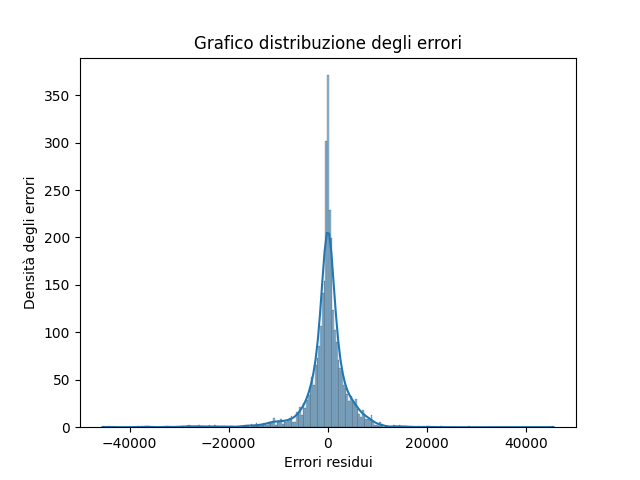 Grafico distribuzione degli errori
350
300
250
200
150
100
50
0
Densità degli errori
−40000 −20000 0 20000 40000
Errori residui